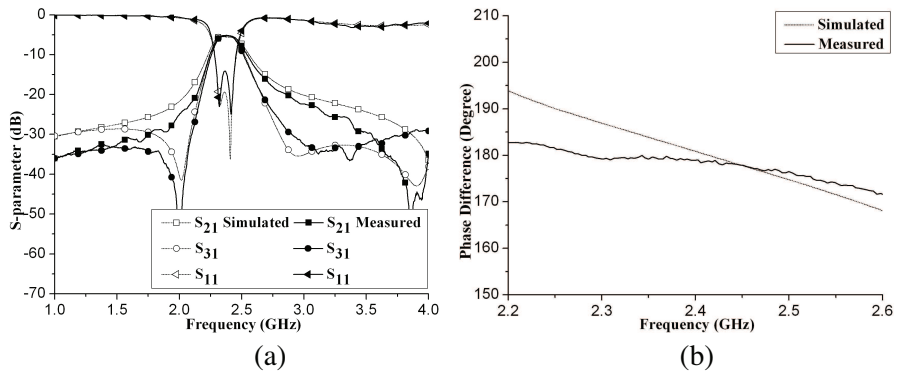 0
-10
-20
-30
-40
-50
-60
-70
S-parameter (dB)
S21 Simulated
S31
S11
S21 Measured
S31
S11
1.0 1.5 2.0 2.5 3.0 3.5 4.0
Frequency (GHz)
(a)
210
200
190
180
170
160
150
Phase Difference (Degree)
Simulated
Measured
2.2 2.3 2.4 2.5 2.6
Frequency (GHz)
(b)